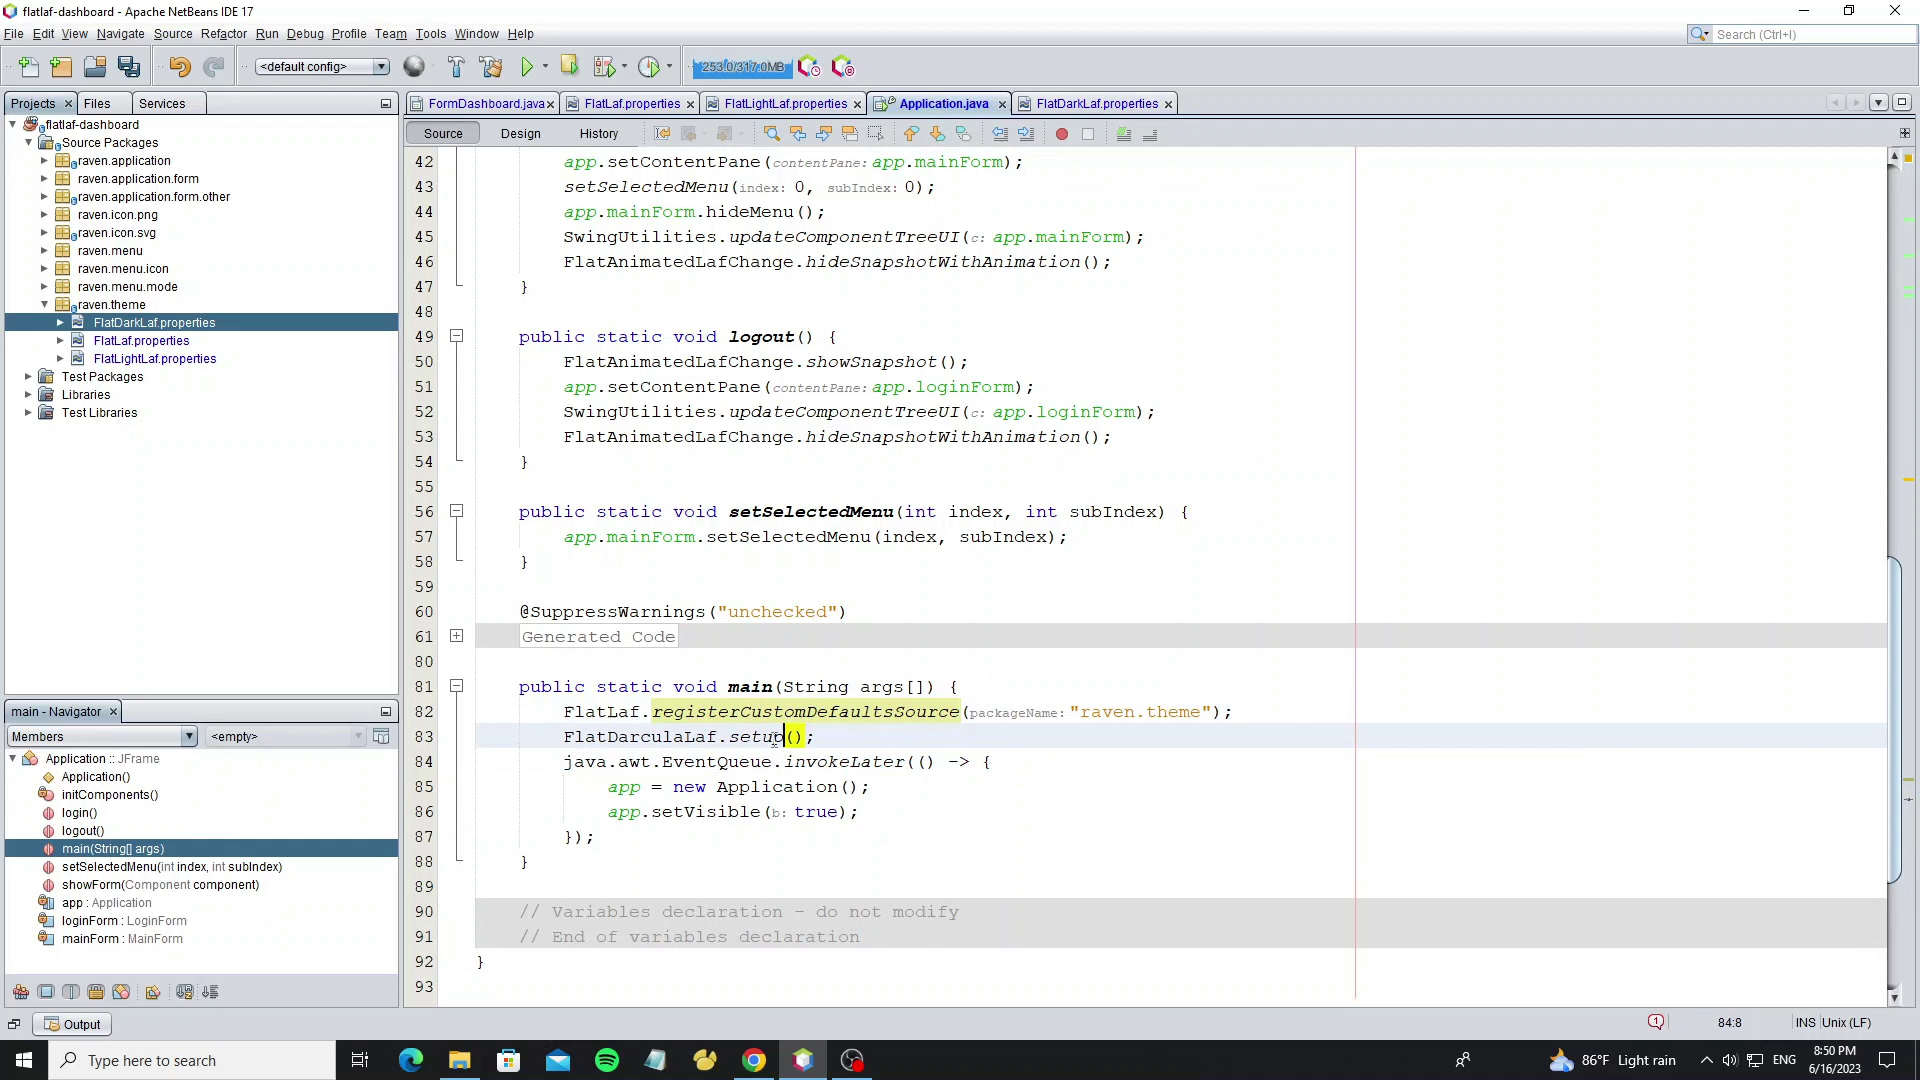 flatlaf-dashboard - Apache NetBeans IDE 17
File Edit View Navigate Source Refactor Run Debug Profile Team Tools Window Help
Search (Ctrl+I)
<default config>
253.0/317.0MB
Projects Files Services
FormDashboard.java FlatLaf.properties FlatLightLaf.properties Application.java FlatDarkLaf.properties
Source Design History
flatlaf-dashboard
Source Packages
raven.application
raven.application.form
raven.application.form.other
raven.icon.png
raven.icon.svg
raven.menu
raven.menu.icon
raven.menu.mode
raven.theme
FlatDarkLaf.properties
FlatLaf.properties
FlatLightLaf.properties
Test Packages
Libraries
Test Libraries
main - Navigator
Members <empty>
Application :: JFrame
Application()
initComponents()
login()
logout()
main(String[] args)
setSelectedMenu(int index, int subIndex)
showForm(Component component)
app : Application
loginForm : LoginForm
mainForm : MainForm
42 app.setContentPane(contentPane: app.mainForm);
43 setSelectedMenu(index: 0, subIndex: 0);
44 app.mainForm.hideMenu();
45 SwingUtilities.updateComponentTreeUI(c: app.mainForm);
46 FlatAnimatedLafChange.hideSnapshotWithAnimation();
47 }
48
49 public static void logout() {
50 FlatAnimatedLafChange.showSnapshot();
51 app.setContentPane(contentPane: app.loginForm);
52 SwingUtilities.updateComponentTreeUI(c: app.loginForm);
53 FlatAnimatedLafChange.hideSnapshotWithAnimation();
54 }
55
56 public static void setSelectedMenu(int index, int subIndex) {
57 app.mainForm.setSelectedMenu(index, subIndex);
58 }
59
60 @SuppressWarnings("unchecked")
61 Generated Code
80
81 public static void main(String args[]) {
82 FlatLaf.registerCustomDefaultsSource(packageName: "raven.theme");
83 FlatDarculaLaf.setup();
84 java.awt.EventQueue.invokeLater(() -> {
85 app = new Application();
86 app.setVisible(b: true);
87 });
88 }
89
90 // Variables declaration - do not modify
91 // End of variables declaration
92 }
93
Output
1 84:8 INS Unix (LF)
Type here to search
86°F Light rain
ENG
8:50 PM
6/16/2023